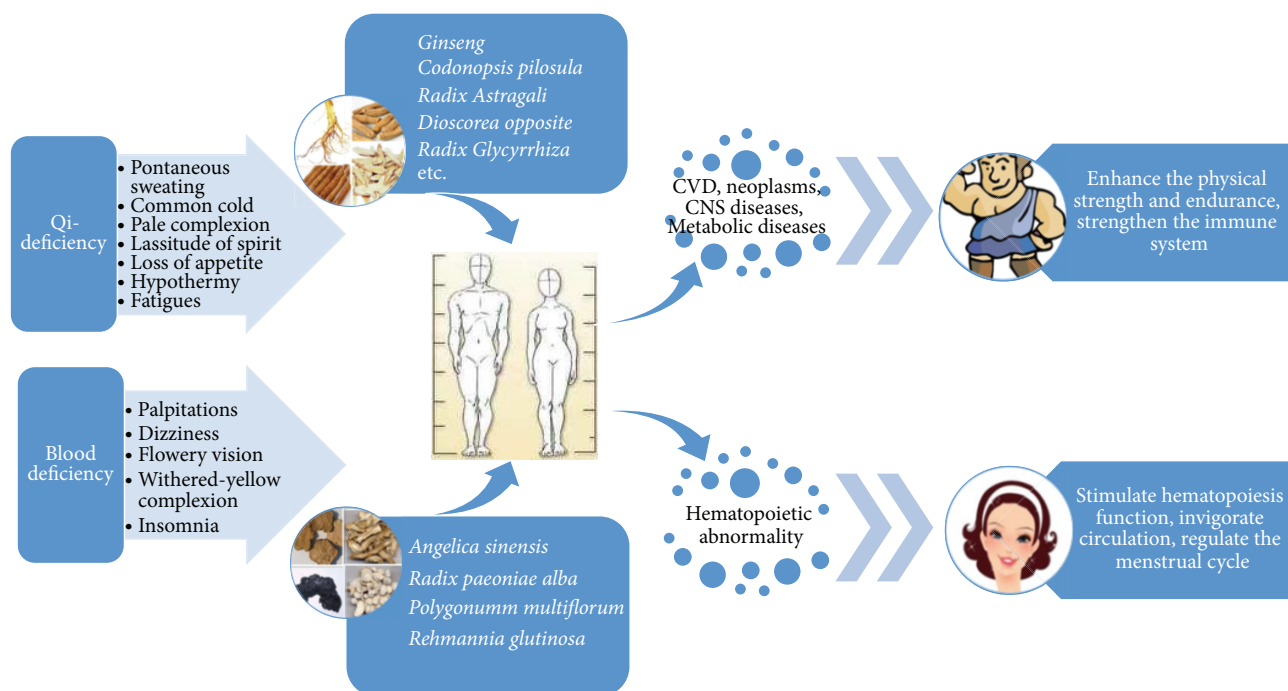 Qi-
deficiency
• Pontaneous
sweating
• Common cold
• Pale complexion
• Lassitude of spirit
• Loss of appetite
• Hypothermy
• Fatigues
Ginseng
Codonopsis pilosula
Radix Astragali
Dioscorea opposite
Radix Glycyrrhiza
etc.
CVD, neoplasms,
CNS diseases,
Metabolic diseases
Enhance the physical
strength and endurance,
strengthen the immune
system
Blood
deficiency
• Palpitations
• Dizziness
• Flowery vision
• Withered-yellow
complexion
• Insomnia
Angelica sinensis
Radix paeoniae alba
Polygonumm multiflorum
Rehmannia glutinosa
Hematopoietic
abnormality
Stimulate hematopoiesis
function, invigorate
circulation, regulate the
menstrual cycle